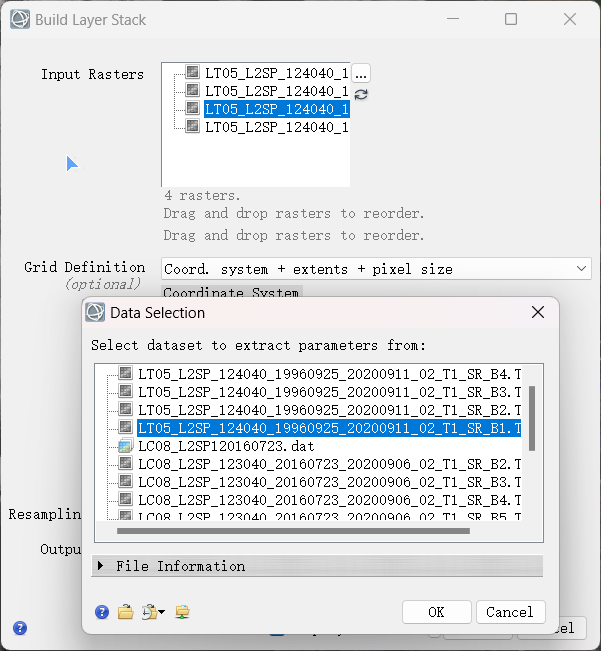 Build Layer Stack
Input Rasters
LT05_L2SP_124040_1
...
LT05_L2SP_124040_1
LT05_L2SP_124040_1
LT05_L2SP_124040_1
4 rasters.
Drag and drop rasters to reorder.
Drag and drop rasters to reorder.
Grid Definition
Coord. system + extents + pixel size
(optional)
Coordinate System
Data Selection
Select dataset to extract parameters from:
LT05_L2SP_124040_19960925_20200911_02_T1_SR_B4.T
LT05_L2SP_124040_19960925_20200911_02_T1_SR_B3.T
LT05_L2SP_124040_19960925_20200911_02_T1_SR_B2.T
LT05_L2SP_124040_19960925_20200911_02_T1_SR_B1.T
LC08_L2SP120160723.dat
LC08_L2SP_123040_20160723_20200906_02_T1_SR_B2.T
LC08_L2SP_123040_20160723_20200906_02_T1_SR_B3.T
LC08_L2SP_123040_20160723_20200906_02_T1_SR_B4.T
LC08_L2SP_123040_20160723_20200906_02_T1_SR_B5.T
Resamplin
Outpu
File Information
OK
Cancel